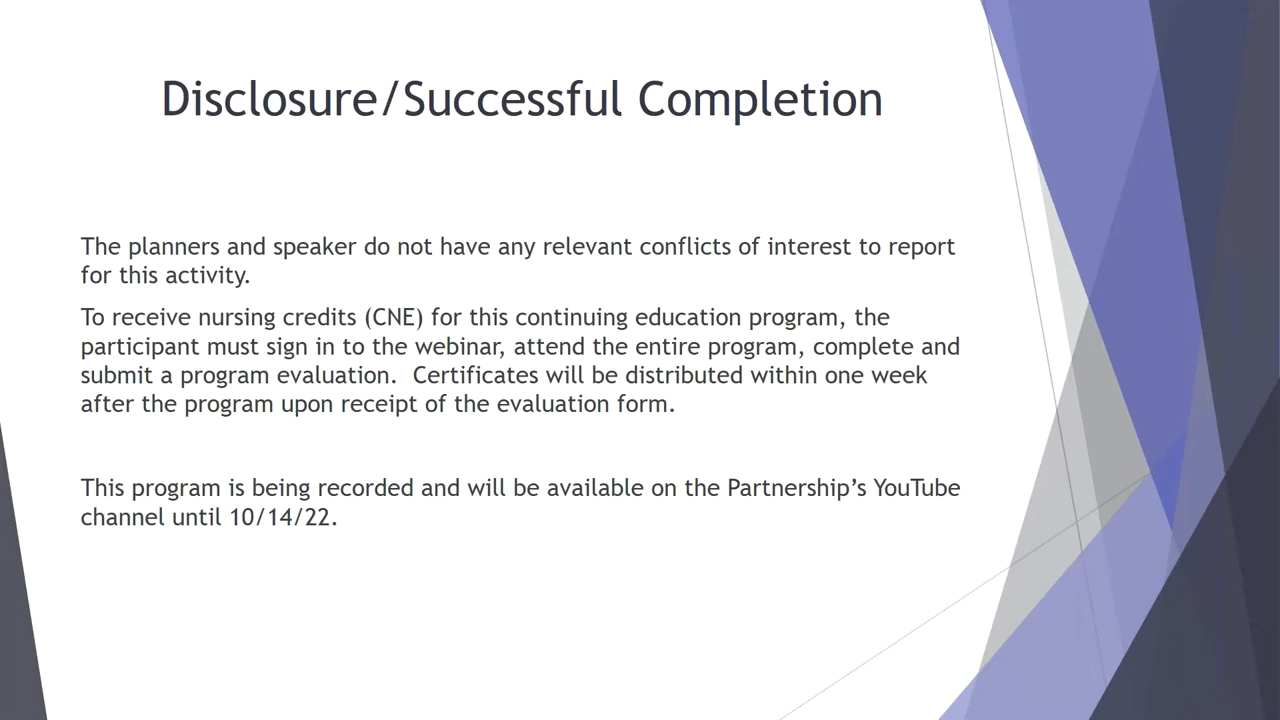 Disclosure/Successful Completion
The planners and speaker do not have any relevant conflicts of interest to report
for this activity.
To receive nursing credits (CNE) for this continuing education program, the
participant must sign in to the webinar, attend the entire program, complete and
submit a program evaluation.  Certificates will be distributed within one week
after the program upon receipt of the evaluation form.
This program is being recorded and will be available on the Partnership’s YouTube
channel until 10/14/22.